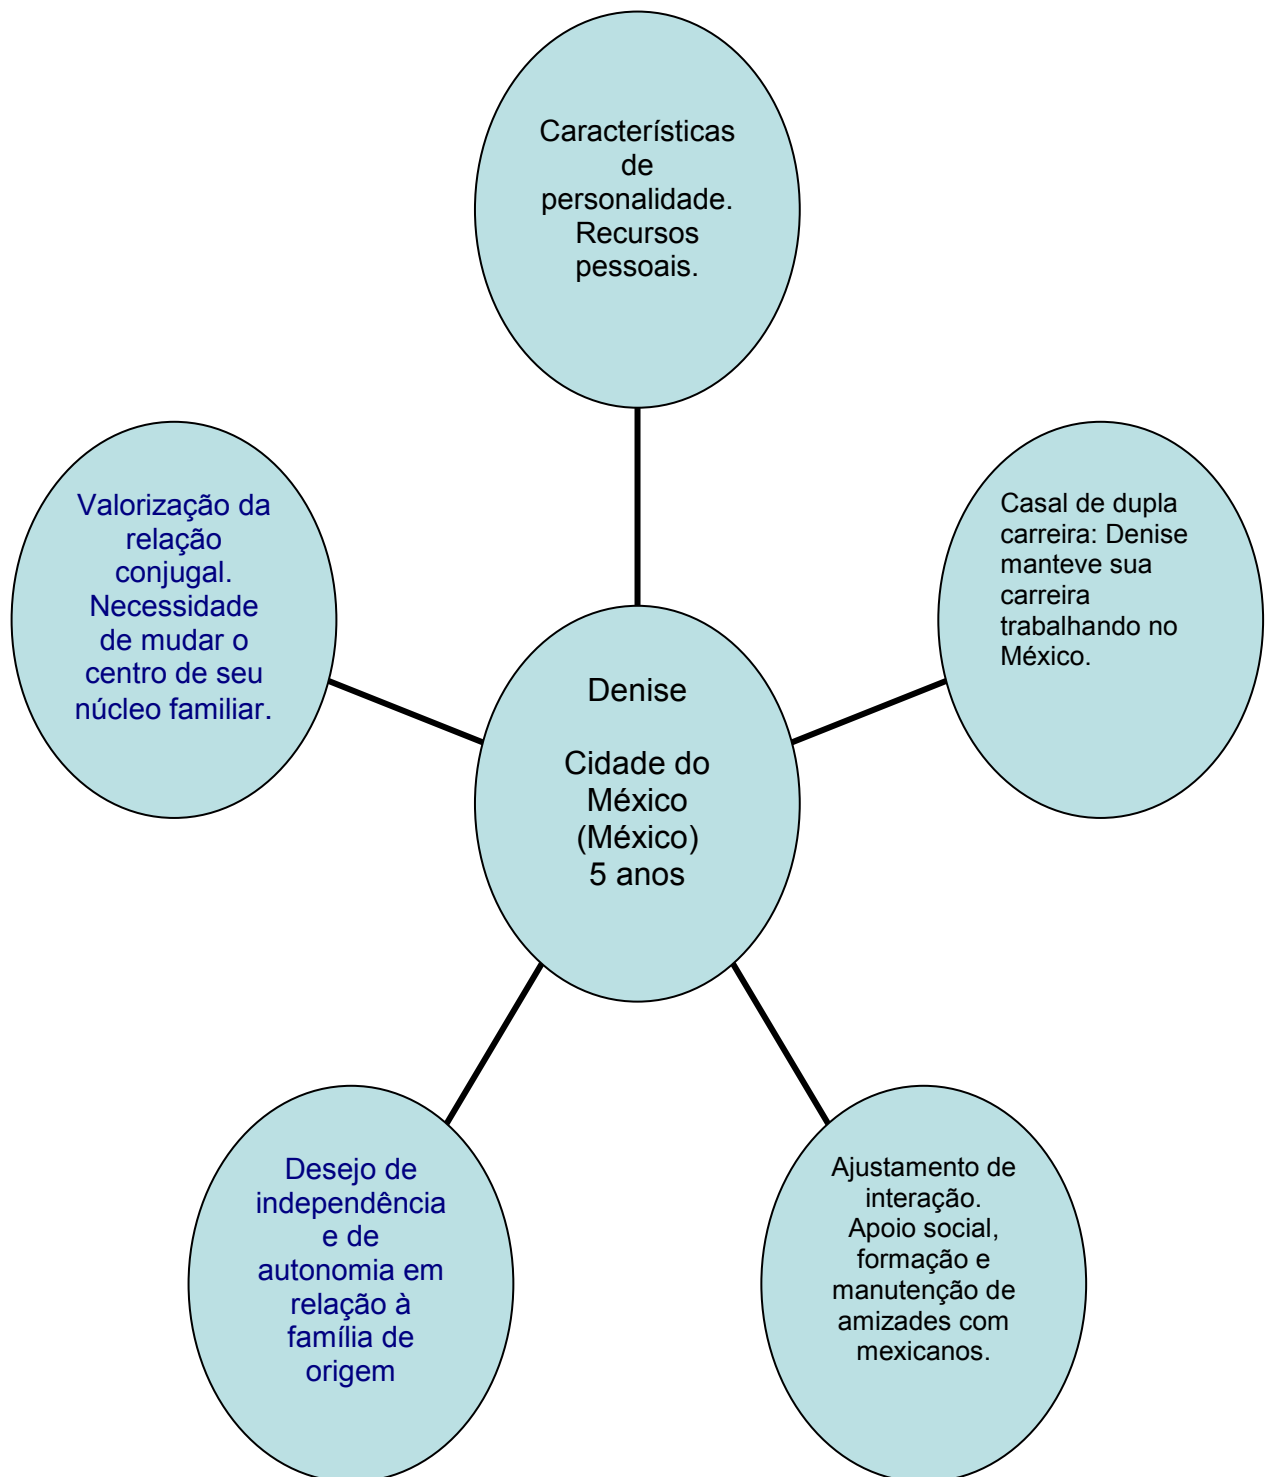 Características
de
personalidade.
Recursos
pessoais.
Valorização da
relação
conjugal.
Necessidade
de mudar o
centro de seu
núcleo familiar.
Casal de dupla
carreira: Denise
manteve sua
carreira
trabalhando no
México.
Denise
Cidade do
México
(México)
5 anos
Desejo de
independência
e de
autonomia em
relação à
família de
origem
Ajustamento de
interação.
Apoio social,
formação e
manutenção de
amizades com
mexicanos.